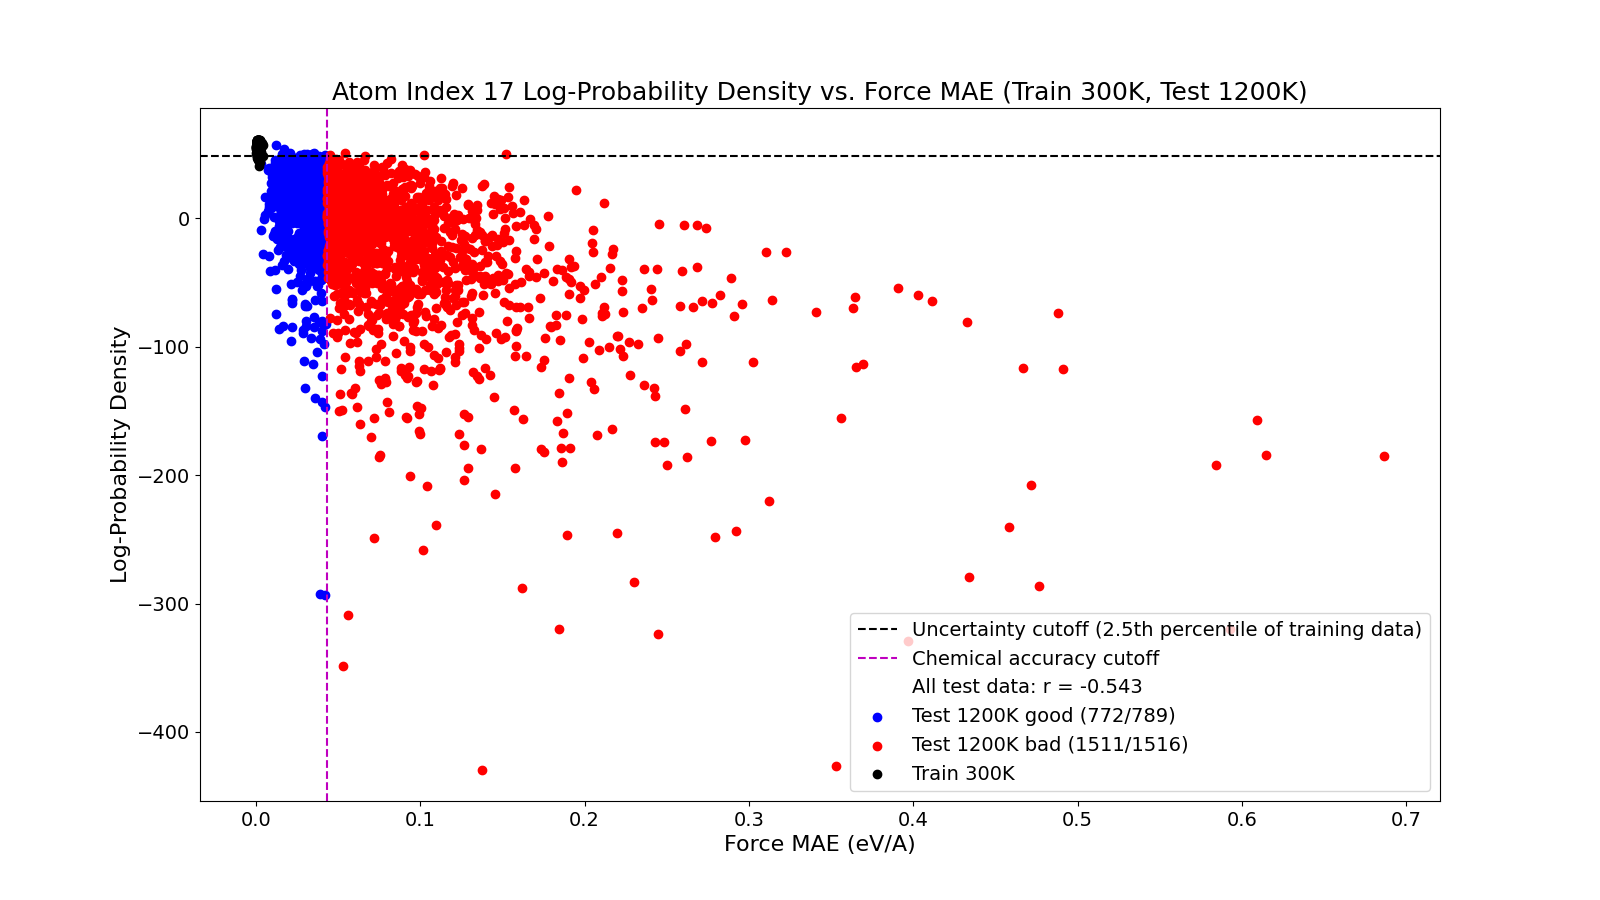 Atom Index 17 Log-Probability Density vs. Force MAE (Train 300K, Test 1200K)
Log-Probability Density
0
−100
−200
−300
−400
Uncertainty cutoff (2.5th percentile of training data)
Chemical accuracy cutoff
All test data: r = -0.543
Test 1200K good (772/789)
Test 1200K bad (1511/1516)
Train 300K
0.0 0.1 0.2 0.3 0.4 0.5 0.6 0.7
Force MAE (eV/A)